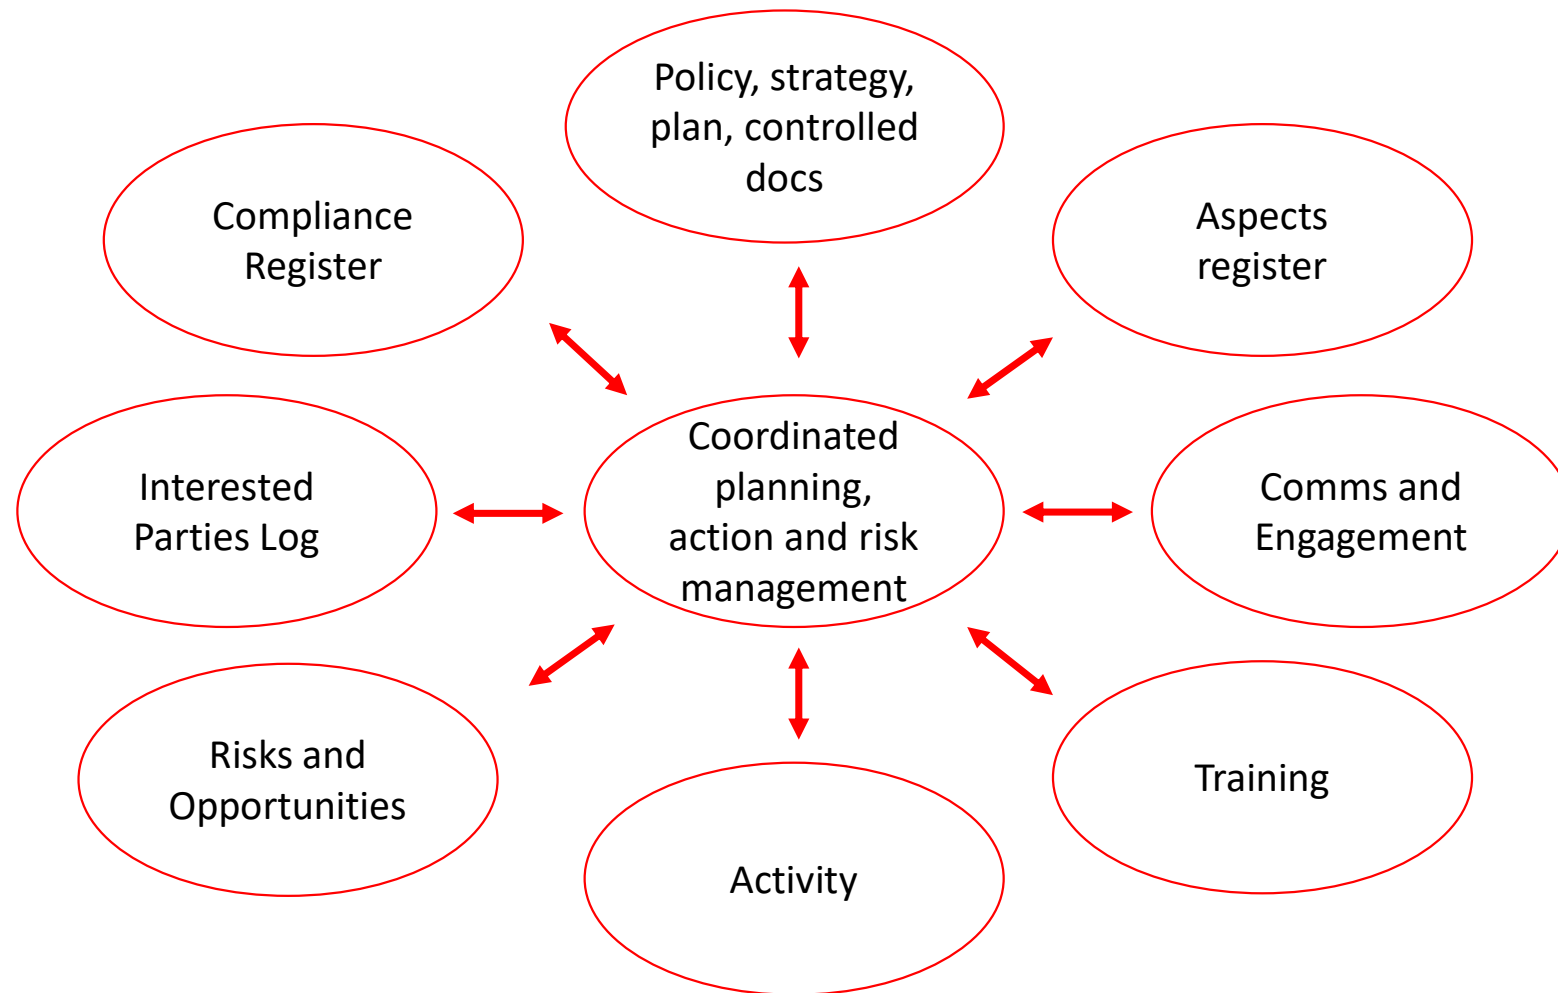 Policy, strategy,
plan, controlled
docs
Compliance
Register
Aspects
register
Coordinated
planning,
action and risk
management
Interested
Parties Log
Comms and
Engagement
Risks and
Opportunities
Training
Activity